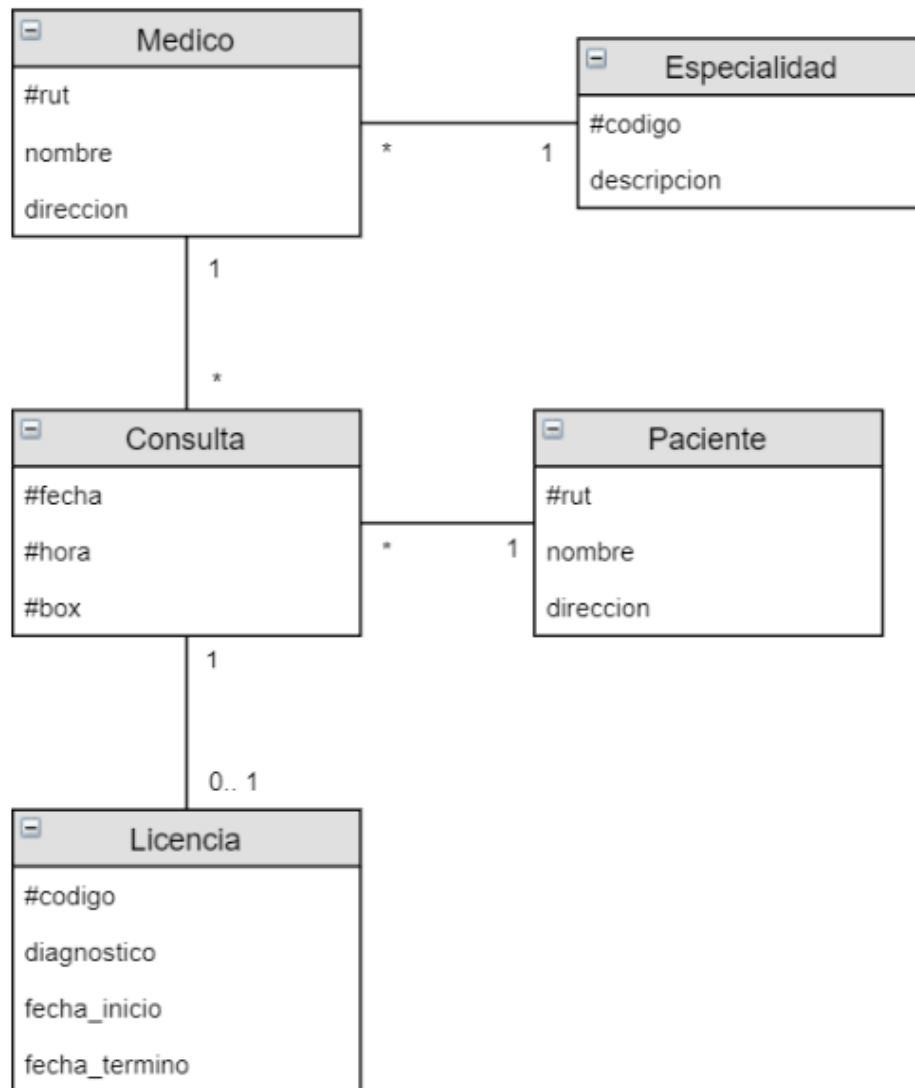 Medico
#rut
nombre
direccion
* 1
Especialidad
#codigo
descripcion
1
*
Consulta
#fecha
#hora
#box
* 1
Paciente
#rut
nombre
direccion
1
0.. 1
Licencia
#codigo
diagnostico
fecha_inicio
fecha_termino